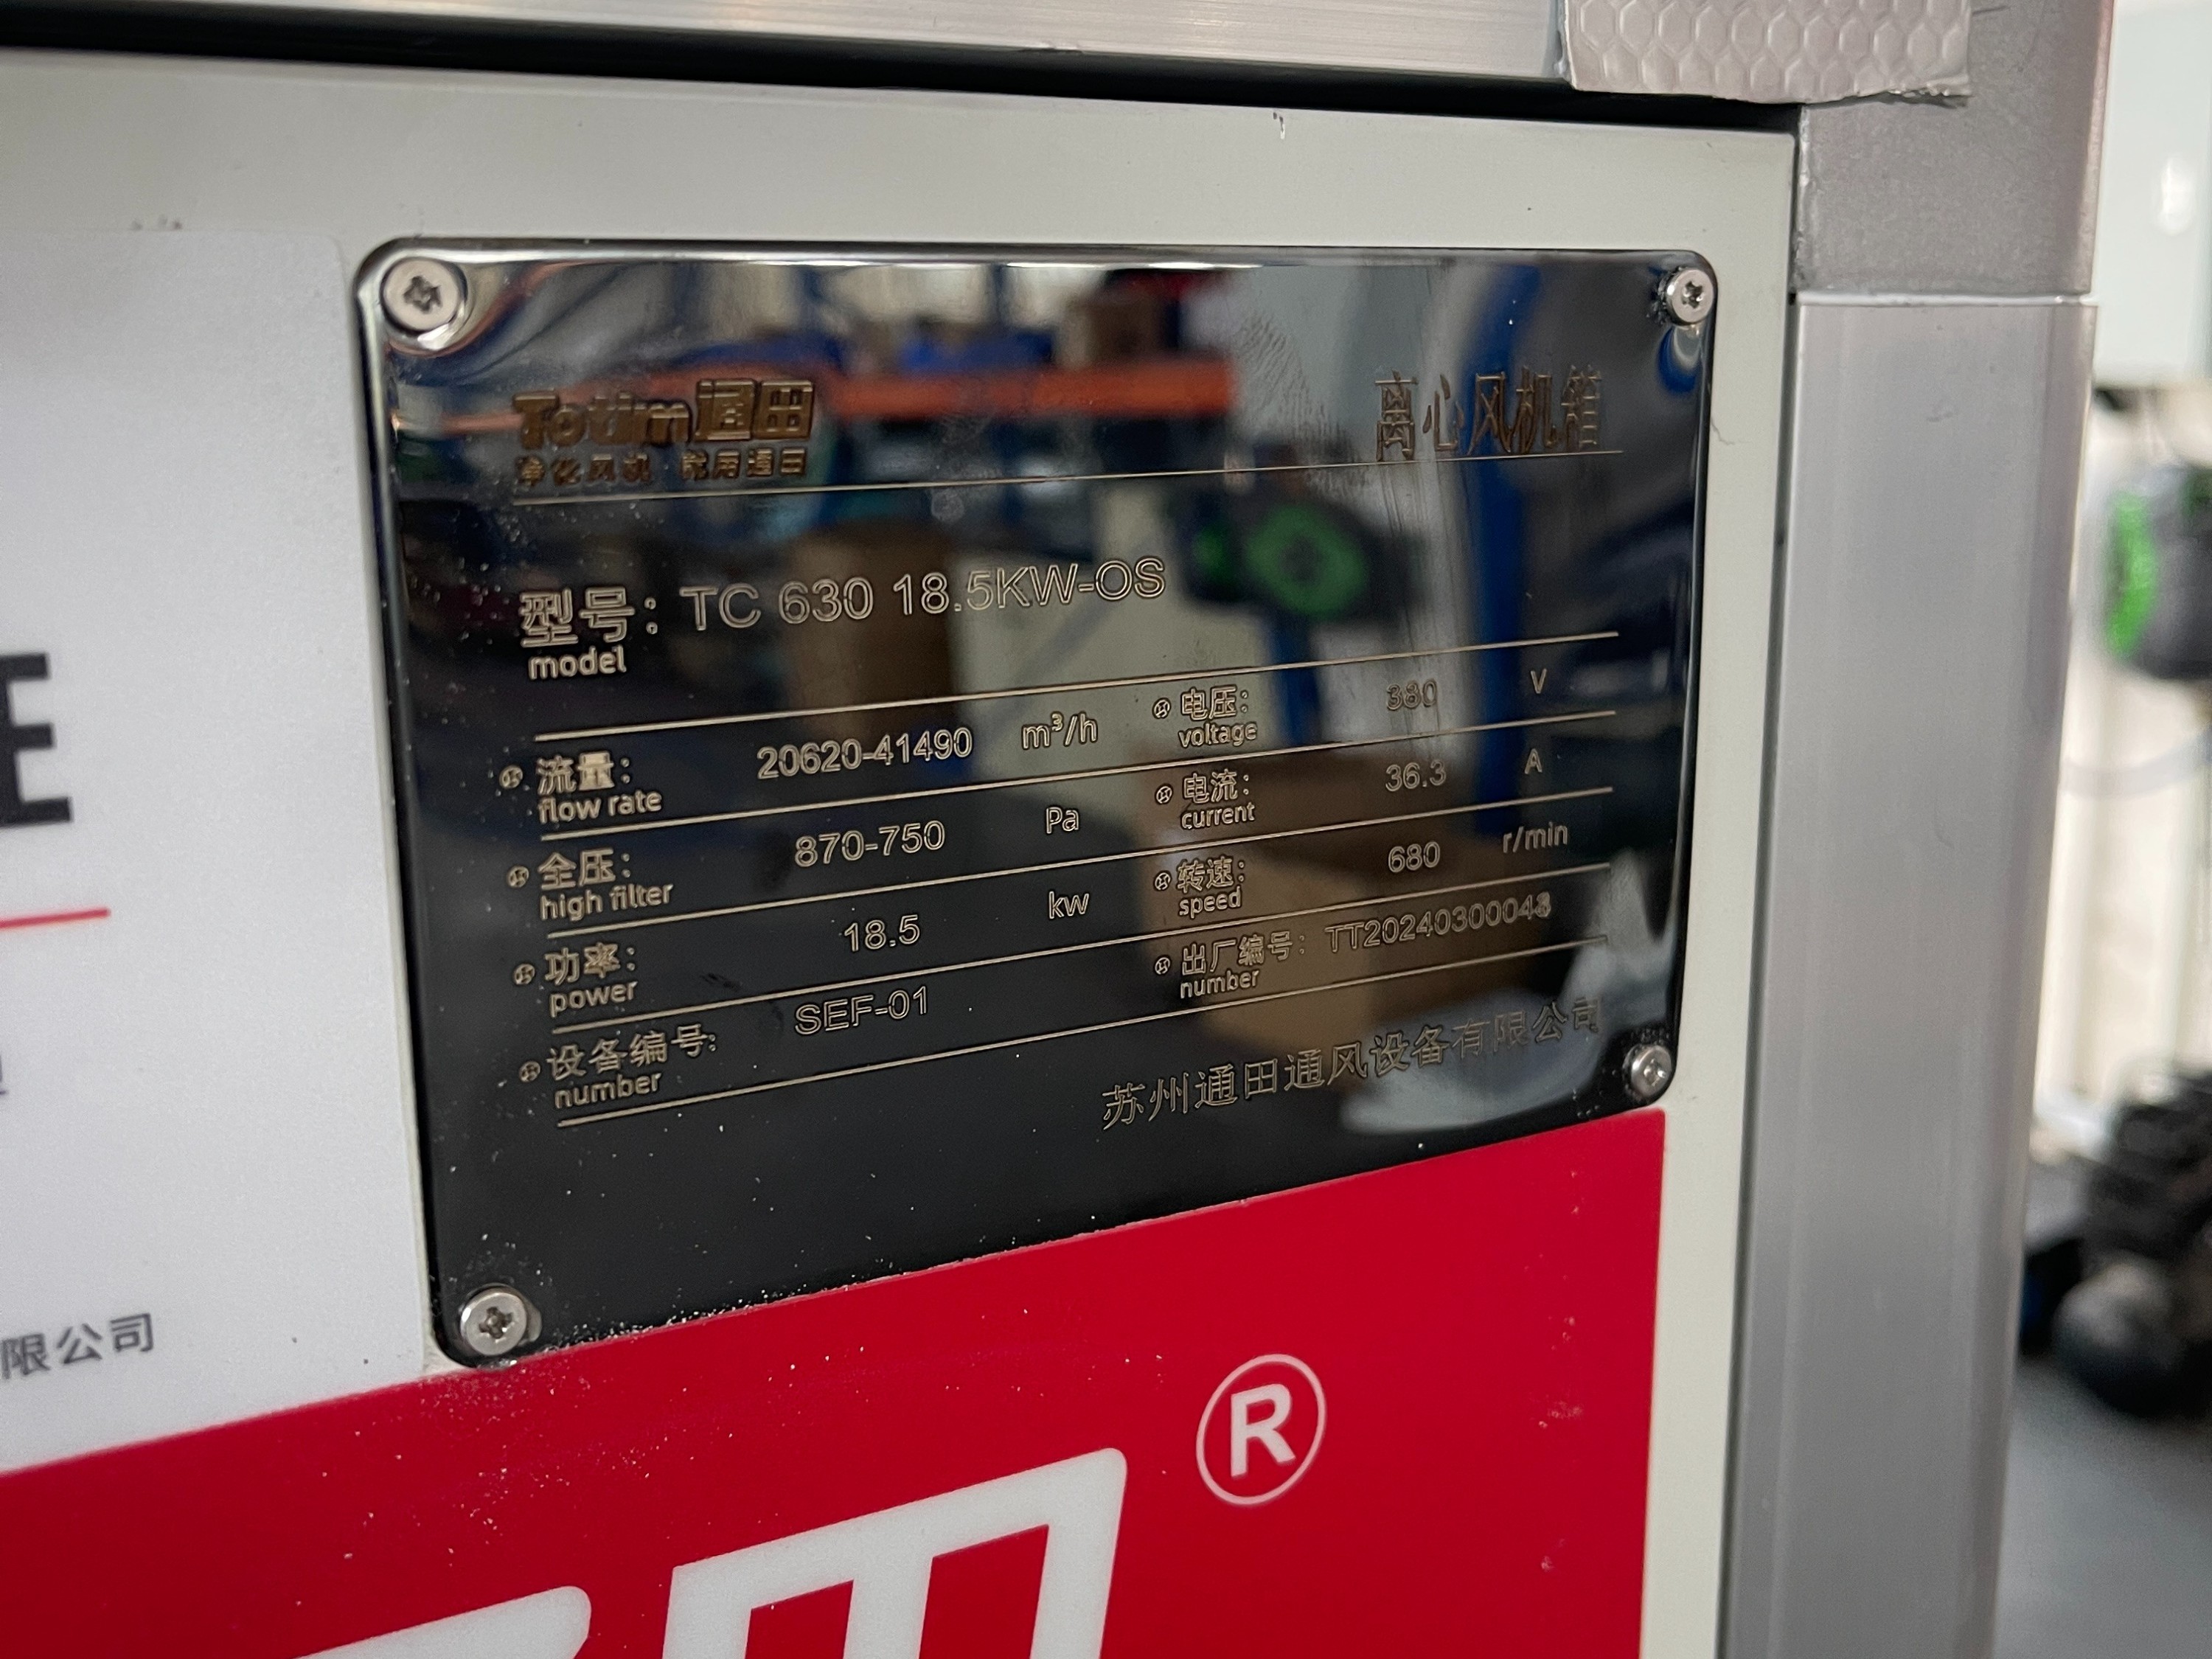 Totim通田
净化风机 就用通田
离心风机箱
型号: TC 630 18.5KW-OS
model
流量: 20620-41490 m³/h
flow rate
电压: 380 V
voltage
全压: 870-750 Pa
high filter
电流: 36.3 A
current
功率: 18.5 kw
power
转速: 680 r/min
speed
设备编号: SEF-01
number
出厂编号: TT20240300048
number
苏州通田通风设备有限公司
限公司
®
田